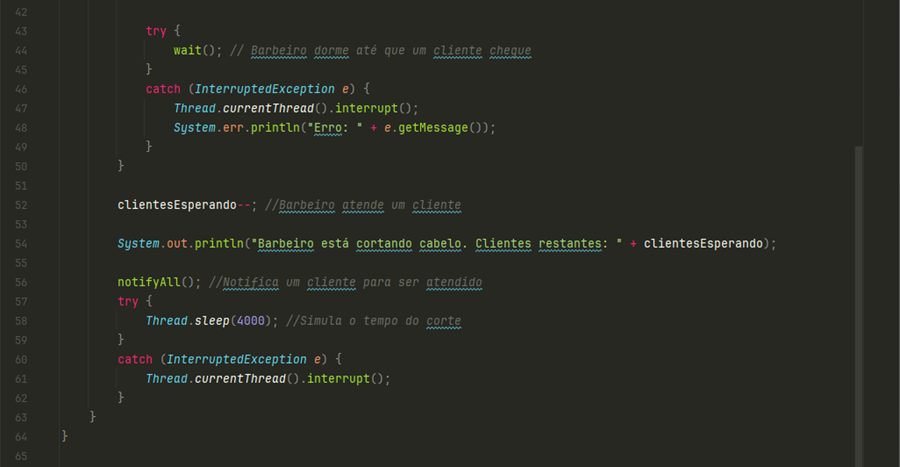 42
43 try {
44 wait(); // Barbeiro dorme até que um cliente chegue
45 }
46 catch (InterruptedException e) {
47 Thread.currentThread().interrupt();
48 System.err.println("Erro: " + e.getMessage());
49 }
50 }
51
52 clientesEsperando--; //Barbeiro atende um cliente
53
54 System.out.println("Barbeiro está cortando cabelo. Clientes restantes: " + clientesEsperando);
55
56 notifyAll(); //Notifica um cliente para ser atendido
57 try {
58 Thread.sleep(4000); //Simula o tempo do corte
59 }
60 catch (InterruptedException e) {
61 Thread.currentThread().interrupt();
62 }
63 }
64 }
65